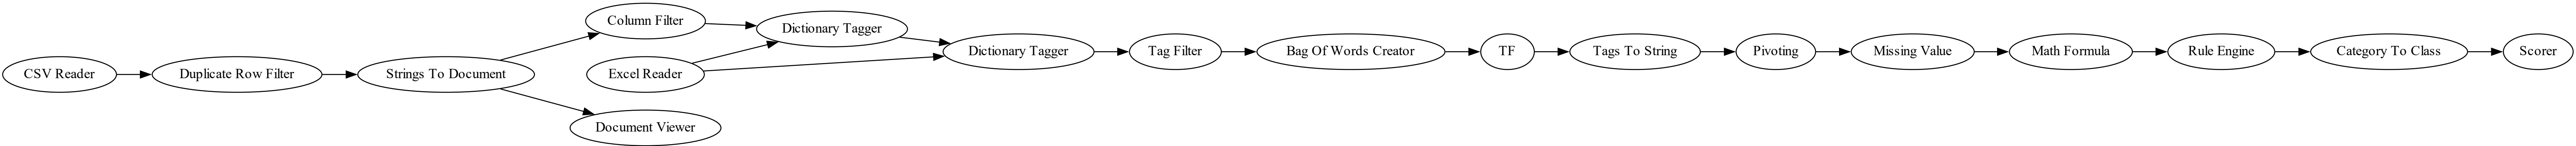 CSV Reader
Duplicate Row Filter
Strings To Document
Column Filter
Excel Reader
Document Viewer
Dictionary Tagger
Dictionary Tagger
Tag Filter
Bag Of Words Creator
TF
Tags To String
Pivoting
Missing Value
Math Formula
Rule Engine
Category To Class
Scorer